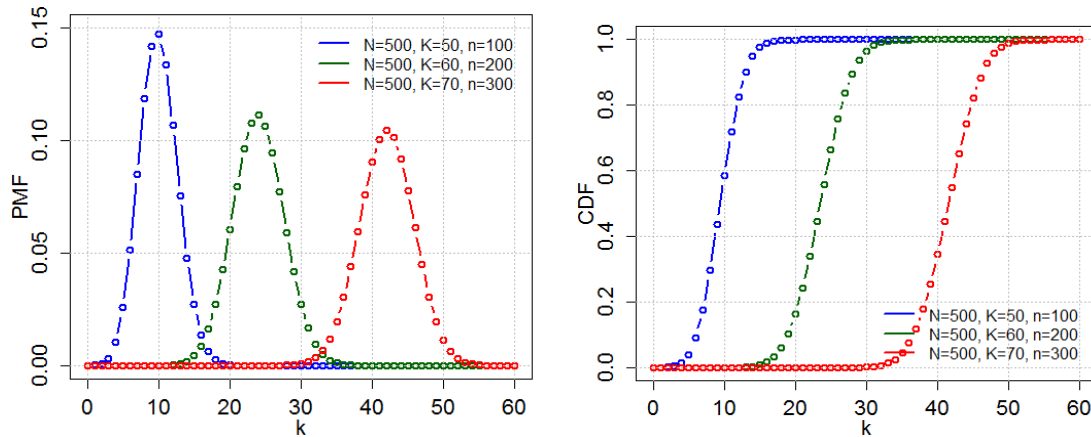 0.15
0.10
0.05
0.00
PMF
N=500, K=50, n=100
N=500, K=60, n=200
N=500, K=70, n=300
0 10 20 30 40 50 60
k
1.0
0.8
0.6
0.4
0.2
0.0
CDF
N=500, K=50, n=100
N=500, K=60, n=200
N=500, K=70, n=300
0 10 20 30 40 50 60
k